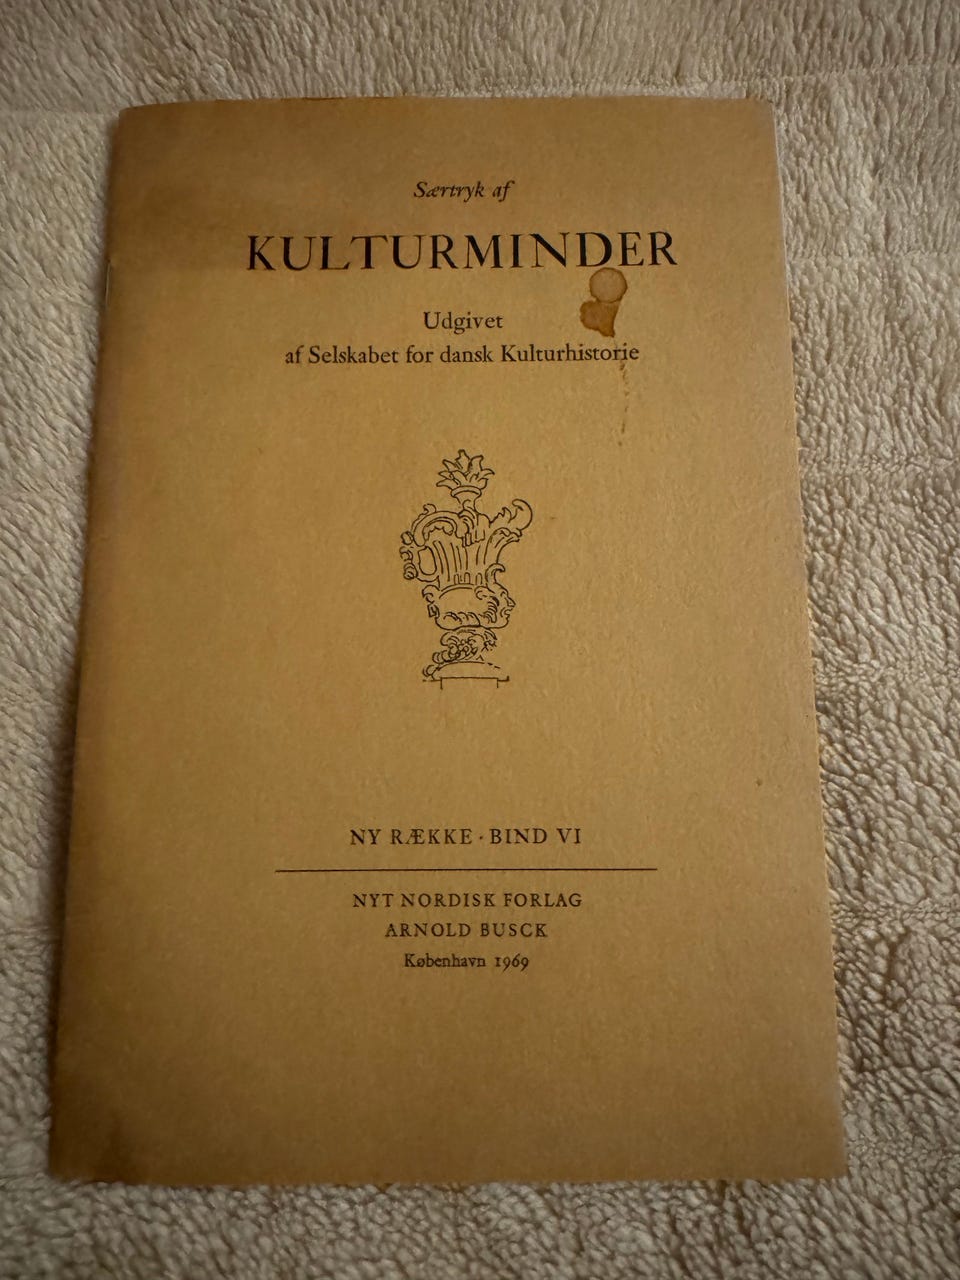 Særtryk af
KULTURMINDER
Udgivet
af Selskabet for dansk Kulturhistorie
NY RÆKKE · BIND VI
NYT NORDISK FORLAG
ARNOLD BUSCK
København 1969